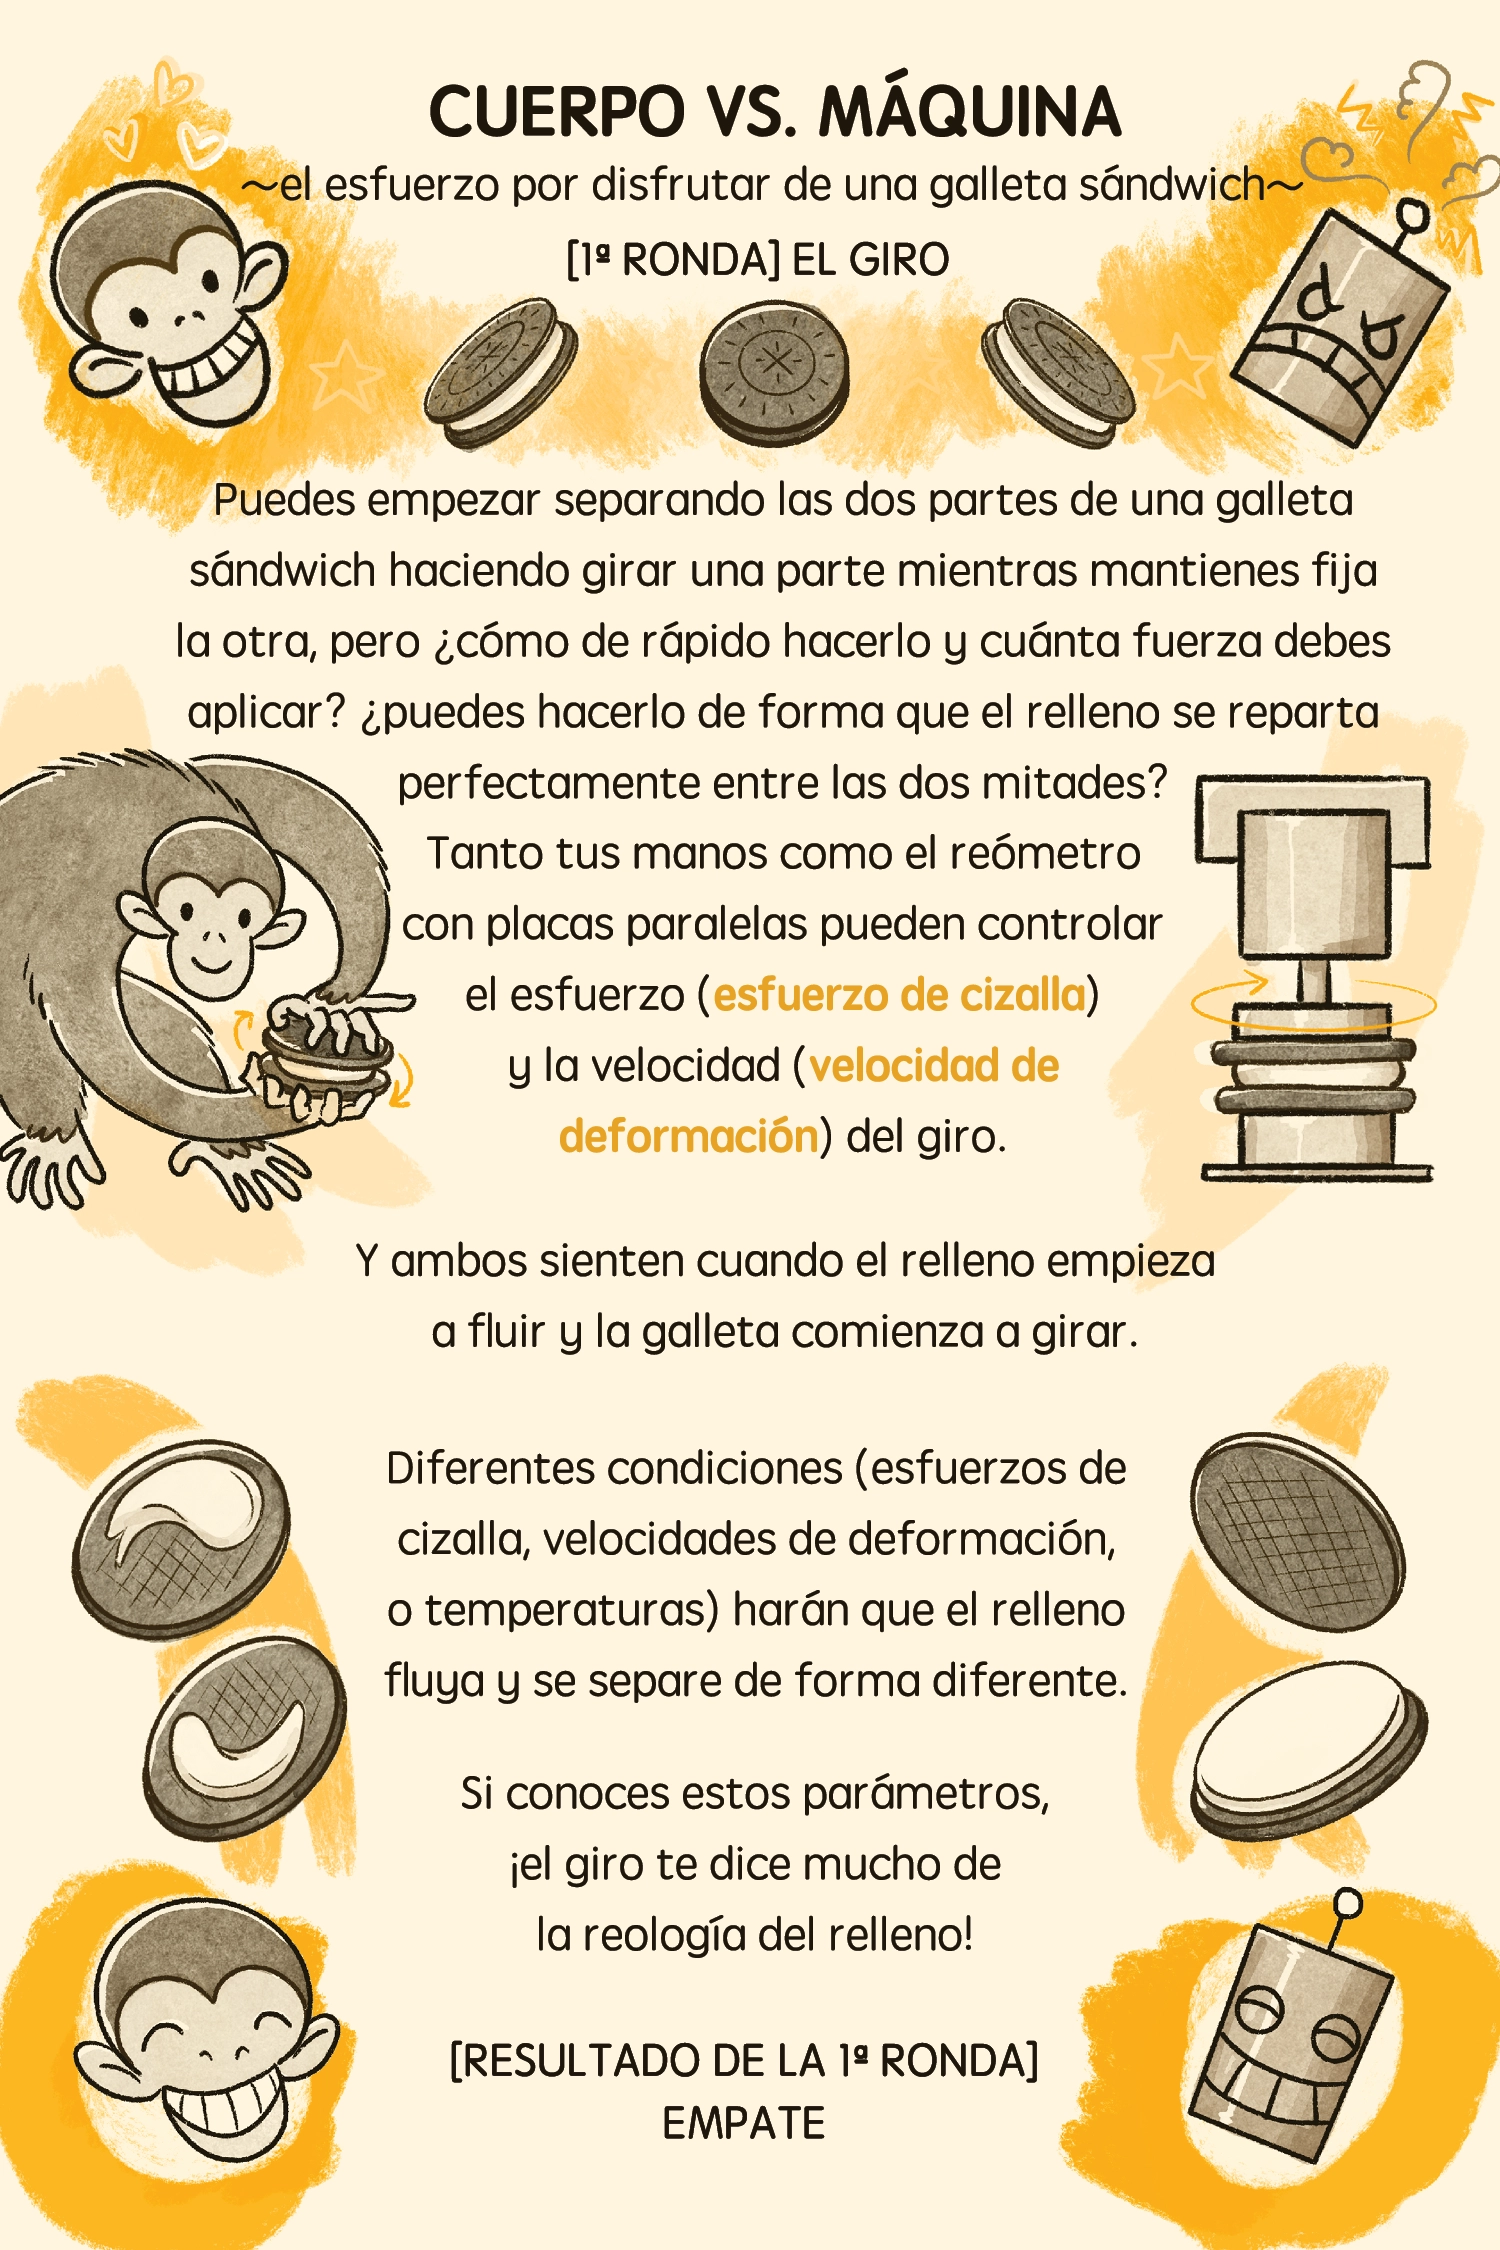 CUERPO VS. MÁQUINA
~el esfuerzo por disfrutar de una galleta sándwich~
[1ª RONDA] EL GIRO
Puedes empezar separando las dos partes de una galleta
sándwich haciendo girar una parte mientras mantienes fija
la otra, pero ¿cómo de rápido hacerlo y cuánta fuerza debes
aplicar? ¿puedes hacerlo de forma que el relleno se reparta
perfectamente entre las dos mitades?
Tanto tus manos como el reómetro
con placas paralelas pueden controlar
el esfuerzo (esfuerzo de cizalla)
y la velocidad (velocidad de
deformación) del giro.
Y ambos sienten cuando el relleno empieza
a fluir y la galleta comienza a girar.
Diferentes condiciones (esfuerzos de
cizalla, velocidades de deformación,
o temperaturas) harán que el relleno
fluya y se separe de forma diferente.
Si conoces estos parámetros,
¡el giro te dice mucho de
la reología del relleno!
[RESULTADO DE LA 1ª RONDA]
EMPATE